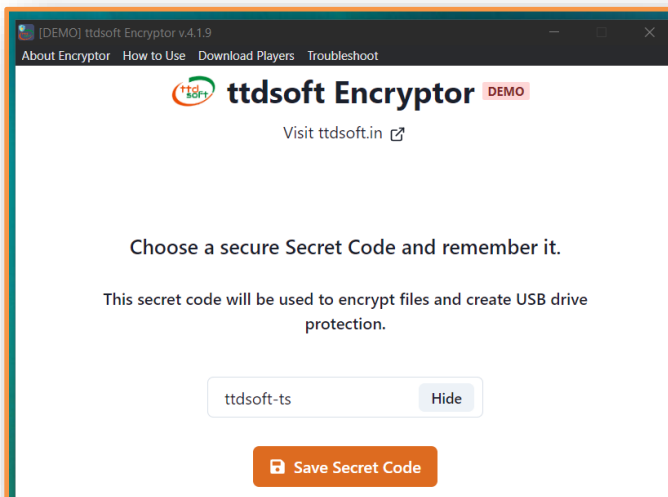 [DEMO] ttdsoft Encryptor v.4.1.9
About Encryptor How to Use Download Players Troubleshoot
ttd soft ttdsoft Encryptor DEMO
Visit ttdsoft.in
Choose a secure Secret Code and remember it.
This secret code will be used to encrypt files and create USB drive
protection.
ttdsoft-ts Hide
Save Secret Code